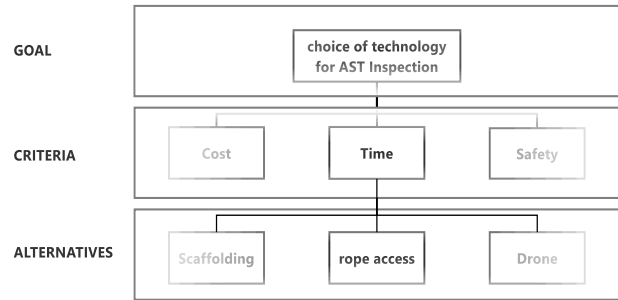 GOAL
choice of technology
for AST Inspection
CRITERIA
Cost
Time
Safety
ALTERNATIVES
Scaffolding
rope access
Drone